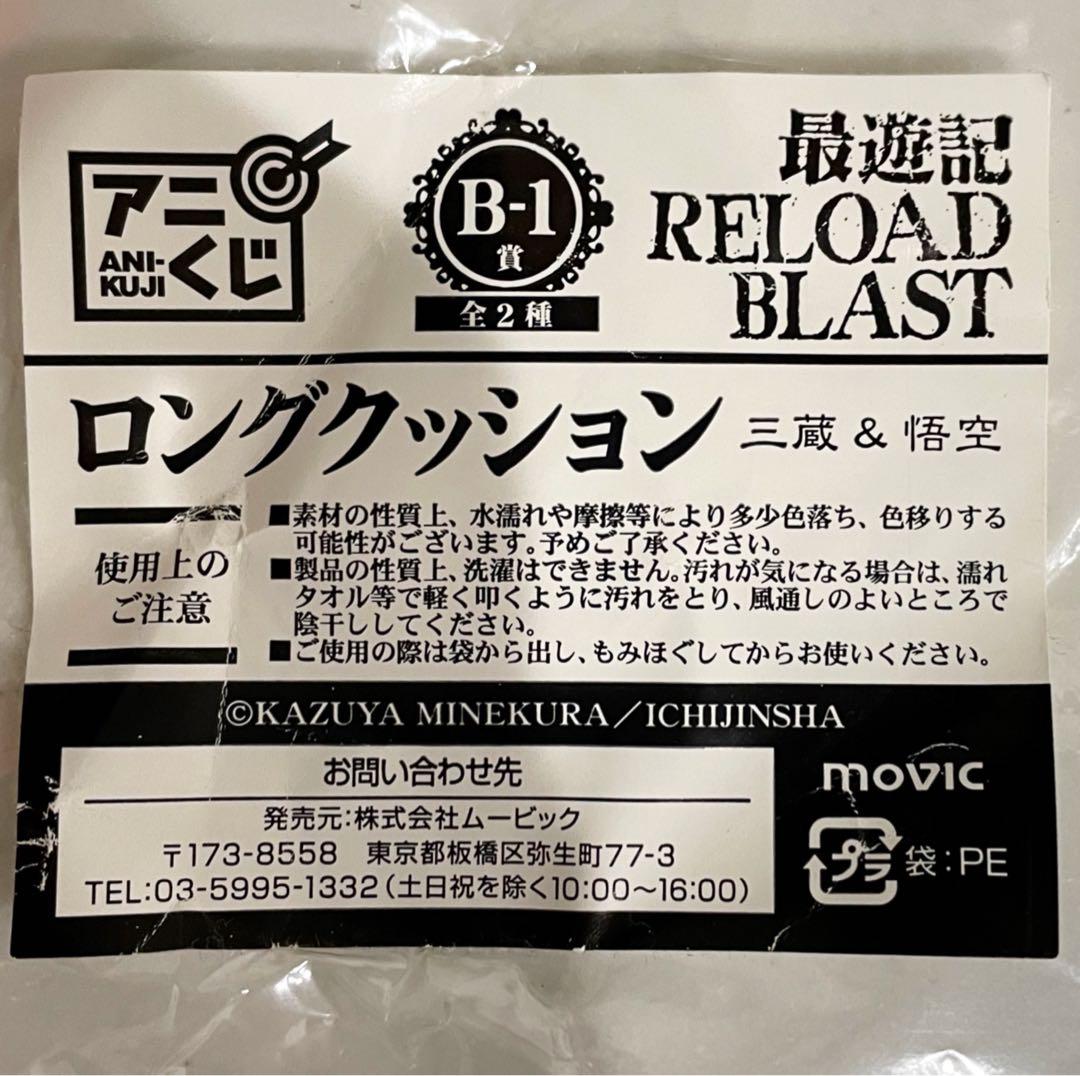 アニくじ
ANI-KUJI
B-1
賞
全2種
最遊記
RELOAD
BLAST
ロングクッション 三蔵 & 悟空
使用上の
ご注意
■素材の性質上、水濡れや摩擦等により多少色落ち、色移りする
可能性がございます。予めご了承ください。
■製品の性質上、洗濯はできません。汚れが気になる場合は、濡れ
タオル等で軽く叩くように汚れをとり、風通しのよいところで
陰干ししてください。
■ご使用の際は袋から出し、もみほぐしてからお使いください。
©KAZUYA MINEKURA/ICHIJINSHA
お問い合わせ先
発売元:株式会社ムービック
〒173-8558 東京都板橋区弥生町77-3
TEL:03-5995-1332(土日祝を除く10:00〜16:00)
movic
プラ 袋:PE